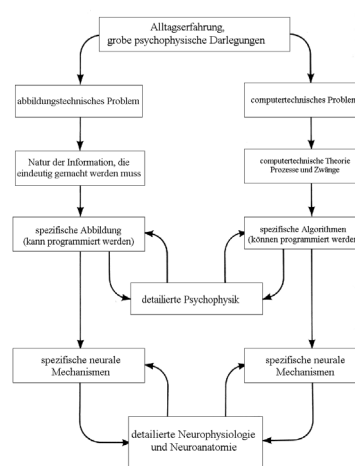 Alltagserfahrung,
grobe psychophysische Darlegungen
abbildungstechnisches Problem
computertechnisches Problem
Natur der Information, die
eindeutig gemacht werden muss
computertechnische Theorie
Prozesse und Zwänge
spezifische Abbildung
(kann programmiert werden)
spezifische Algorithmen
(können programmiert werden
detailierte Psychophysik
spezifische neurale
Mechanismen
spezifische neurale
Mechanismen
detailierte Neurophysiologie
und Neuroanatomie